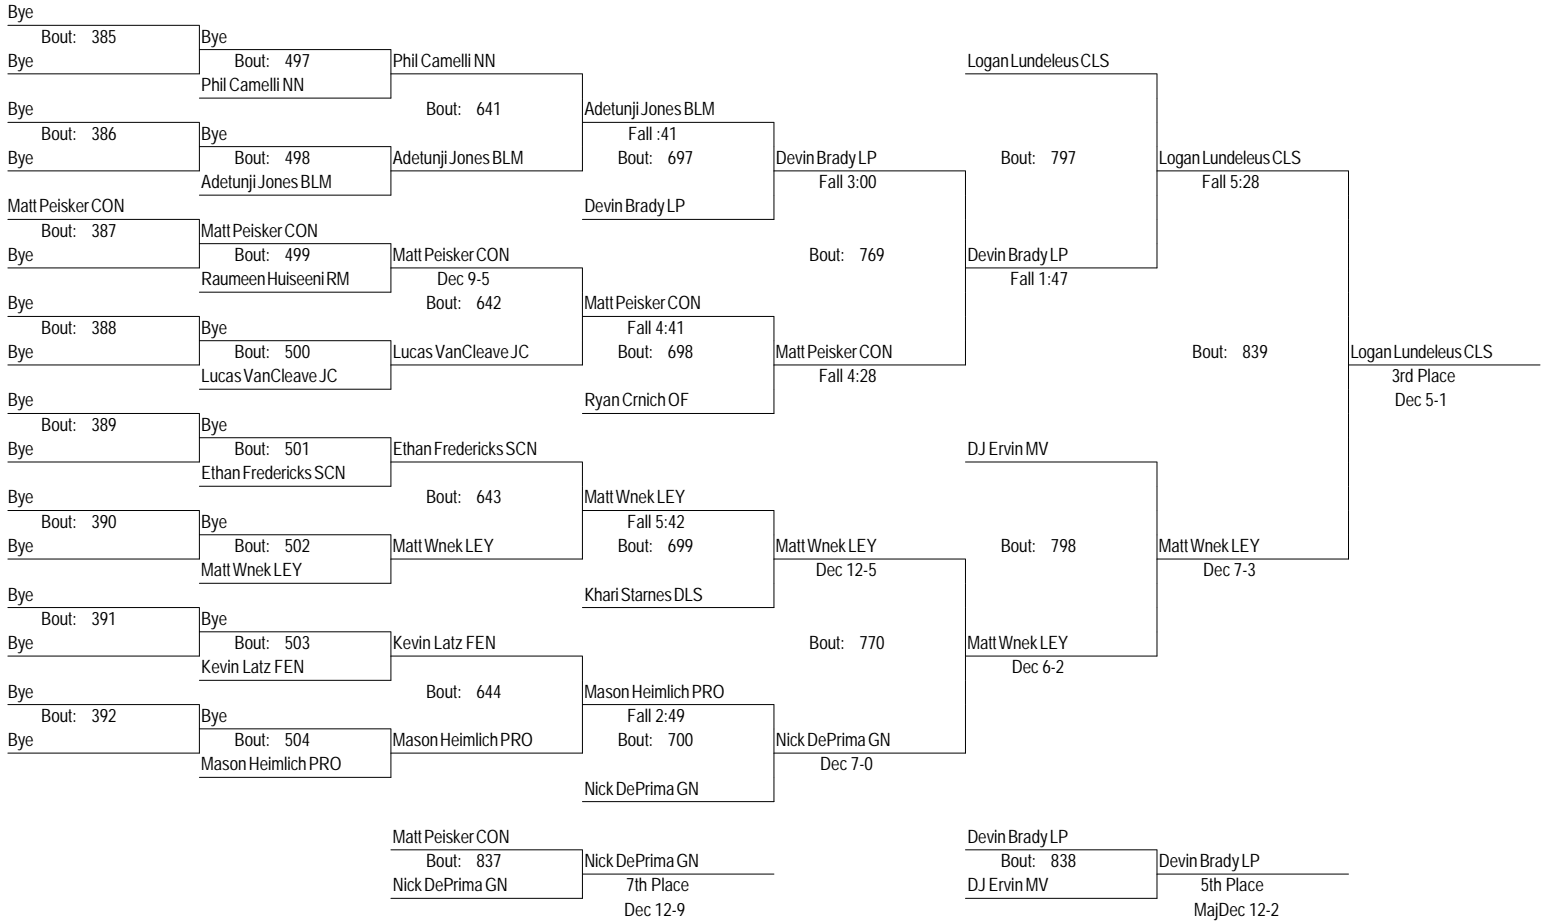 Bye
Bout: 385 Bye
Bye Bout: 497 Phil Camelli NN Logan Lundeleus CLS
Phil Camelli NN
Bye Bout: 641 Adetunji Jones BLM
Bout: 386 Bye Fall :41
Bye Bout: 498 Adetunji Jones BLM Bout: 697 Devin Brady LP Bout: 797 Logan Lundeleus CLS
Adetunji Jones BLM Fall 3:00 Fall 5:28
Matt Peisker CON Devin Brady LP
Bout: 387 Matt Peisker CON
Bye Bout: 499 Matt Peisker CON Bout: 769 Devin Brady LP
Raumeen Huiseeni RM Dec 9-5 Fall 1:47
Bye Bout: 642 Matt Peisker CON
Bout: 388 Bye Fall 4:41
Bye Bout: 500 Lucas VanCleave JC Bout: 698 Matt Peisker CON Bout: 839 Logan Lundeleus CLS
Lucas VanCleave JC Fall 4:28 3rd Place
Bye Ryan Crnich OF Dec 5-1
Bout: 389 Bye
Bye Bout: 501 Ethan Fredericks SCN DJ Ervin MV
Ethan Fredericks SCN
Bye Bout: 643 Matt Wnek LEY
Bout: 390 Bye Fall 5:42
Bye Bout: 502 Matt Wnek LEY Bout: 699 Matt Wnek LEY Bout: 798 Matt Wnek LEY
Matt Wnek LEY Dec 12-5 Dec 7-3
Bye Khari Starnes DLS
Bout: 391 Bye
Bye Bout: 503 Kevin Latz FEN Bout: 770 Matt Wnek LEY
Kevin Latz FEN Dec 6-2
Bye Bout: 644 Mason Heimlich PRO
Bout: 392 Bye Fall 2:49
Bye Bout: 504 Mason Heimlich PRO Bout: 700 Nick DePrima GN
Mason Heimlich PRO Dec 7-0
Nick DePrima GN
Matt Peisker CON Devin Brady LP
Bout: 837 Nick DePrima GN Bout: 838 Devin Brady LP
Nick DePrima GN 7th Place DJ Ervin MV 5th Place
Dec 12-9 MajDec 12-2